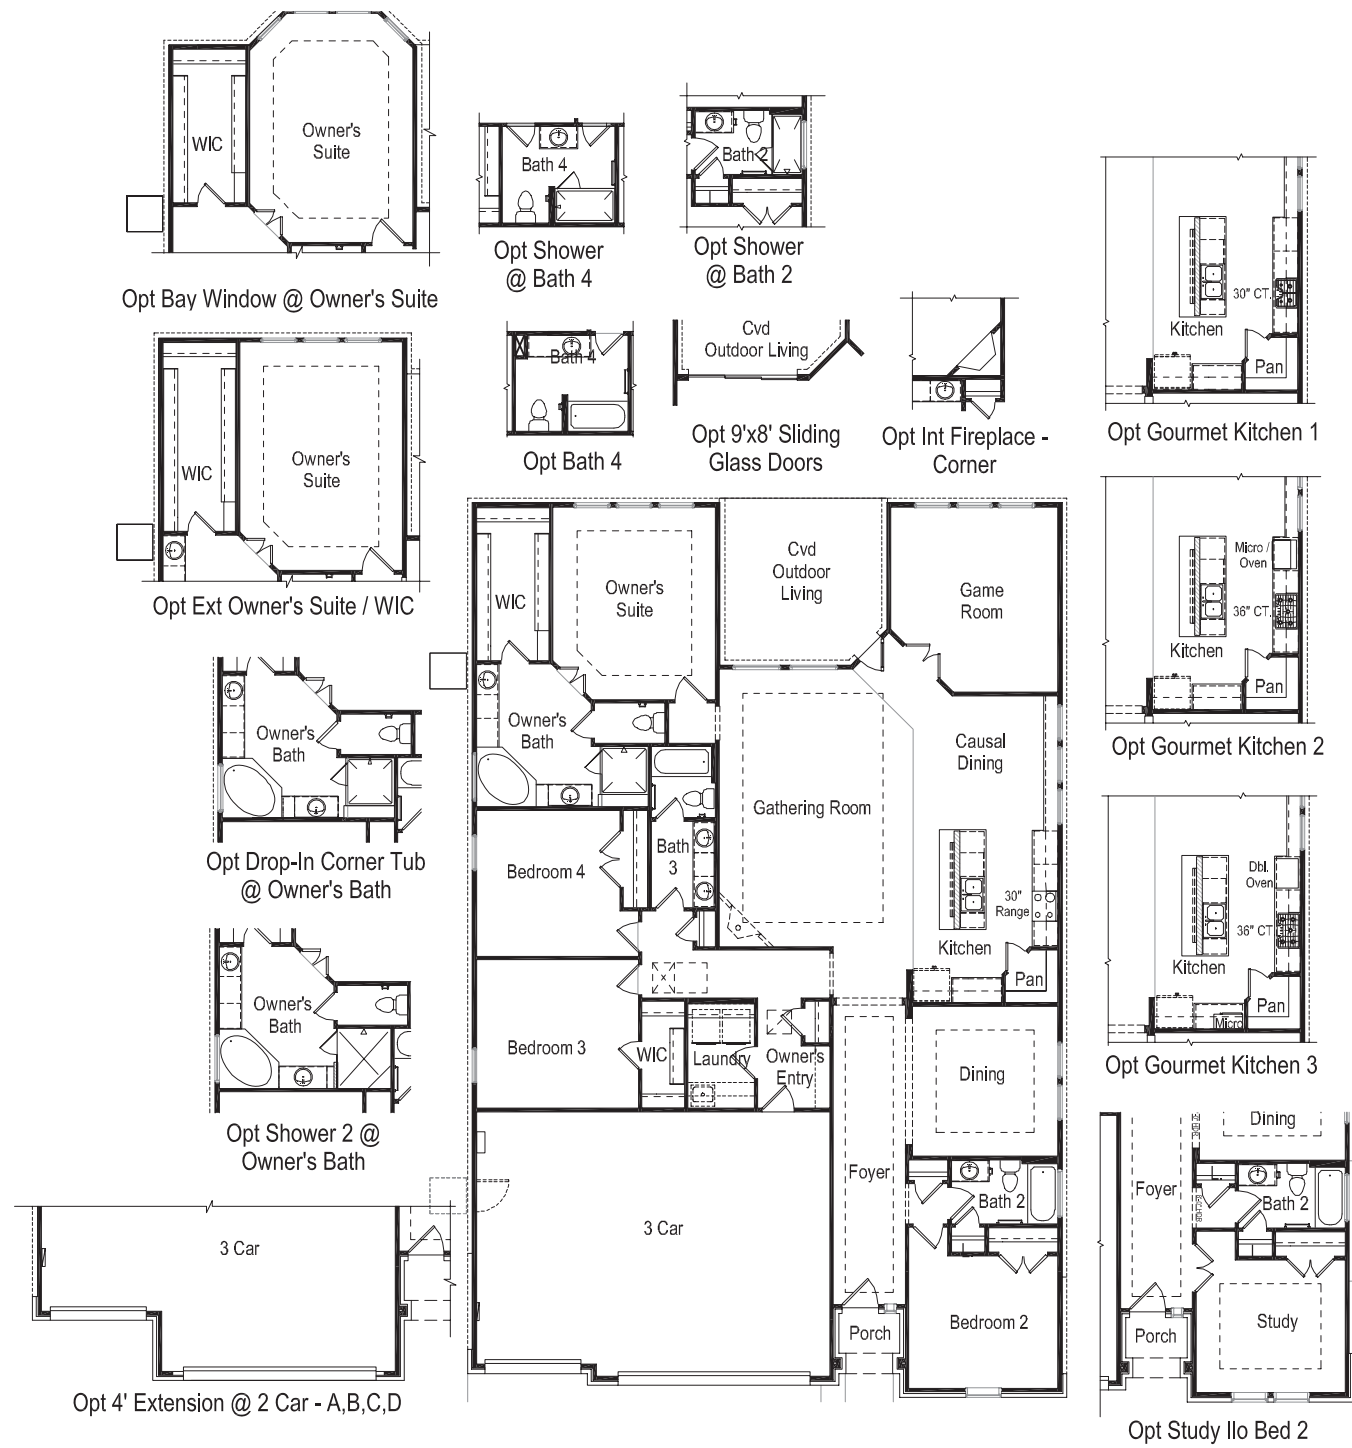 WIC
Owner's
Suite
Opt Bay Window @ Owner's Suite
Bath 4
Opt Shower
@ Bath 4
Bath 2
Opt Shower
@ Bath 2
30" CT.
Kitchen
Pan
Opt Gourmet Kitchen 1
WIC
Owner's
Suite
Opt Ext Owner's Suite / WIC
Bath 4
Opt Bath 4
Cvd
Outdoor Living
Opt 9'x8' Sliding
Glass Doors
Opt Int Fireplace -
Corner
Micro /
Oven
36" CT.
Kitchen
Pan
Opt Gourmet Kitchen 2
Owner's
Bath
Opt Drop-In Corner Tub
@ Owner's Bath
Owner's
Bath
Opt Shower 2 @
Owner's Bath
WIC
Owner's
Suite
Cvd
Outdoor
Living
Game
Room
Owner's
Bath
Causal
Dining
Gathering Room
Bedroom 4
Bath
3
30"
Range
Kitchen
Pan
Bedroom 3
WIC
Laundry
Owner's
Entry
Dining
Foyer
Bath 2
3 Car
Bedroom 2
Porch
Dbl.
Oven
36" CT
Kitchen
Pan
Micro
Opt Gourmet Kitchen 3
3 Car
Opt 4' Extension @ 2 Car - A,B,C,D
Dining
Foyer
Bath 2
Study
Porch
Opt Study Ilo Bed 2